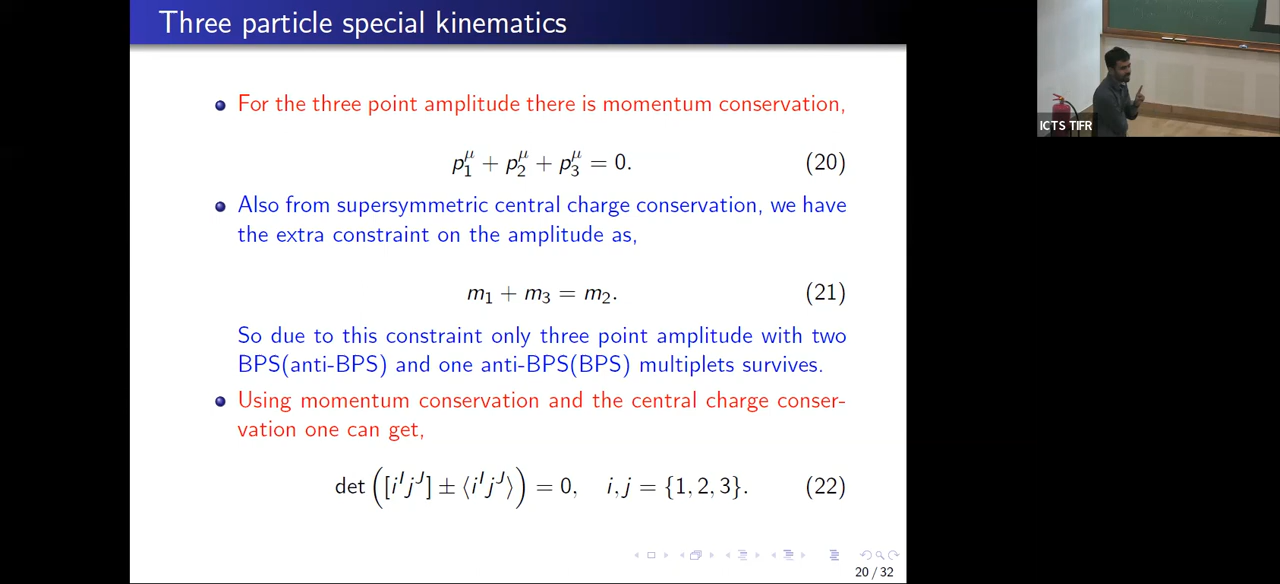 Three particle special kinematics
For the three point amplitude there is momentum conservation,
p₁^μ + p₂^μ + p₃^μ = 0. (20)
Also from supersymmetric central charge conservation, we have
the extra constraint on the amplitude as,
m₁ + m₃ = m₂. (21)
So due to this constraint only three point amplitude with two
BPS(anti-BPS) and one anti-BPS(BPS) multiplets survives.
Using momentum conservation and the central charge conser-
vation one can get,
det([i^I j^J] ± ⟨i^I j^J⟩) = 0, i, j = {1, 2, 3}. (22)
20 / 32
ICTS TIFR